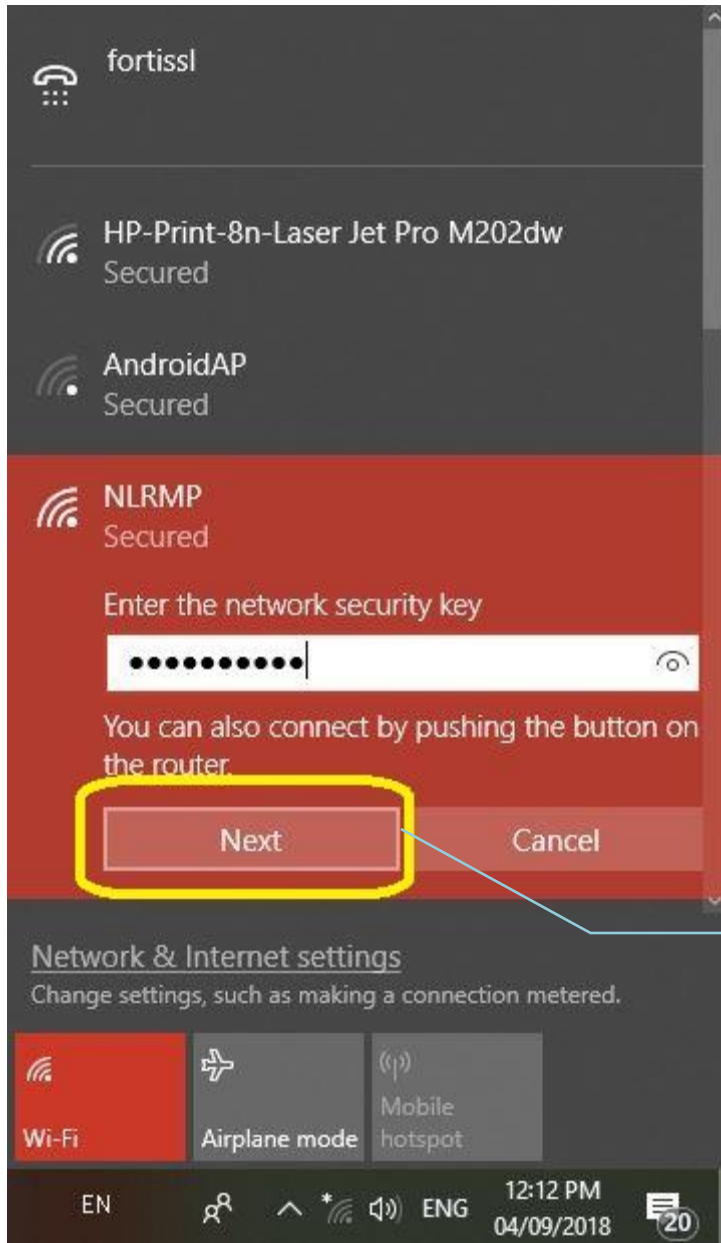 fortissl
HP-Print-8n-Laser Jet Pro M202dw
Secured
AndroidAP
Secured
NLRMP
Secured
Enter the network security key
••••••••••
You can also connect by pushing the button on
the router.
Next Cancel
Network & Internet settings
Change settings, such as making a connection metered.
Wi-Fi
Airplane mode
Mobile
hotspot
EN
ENG
12:12 PM
04/09/2018
20